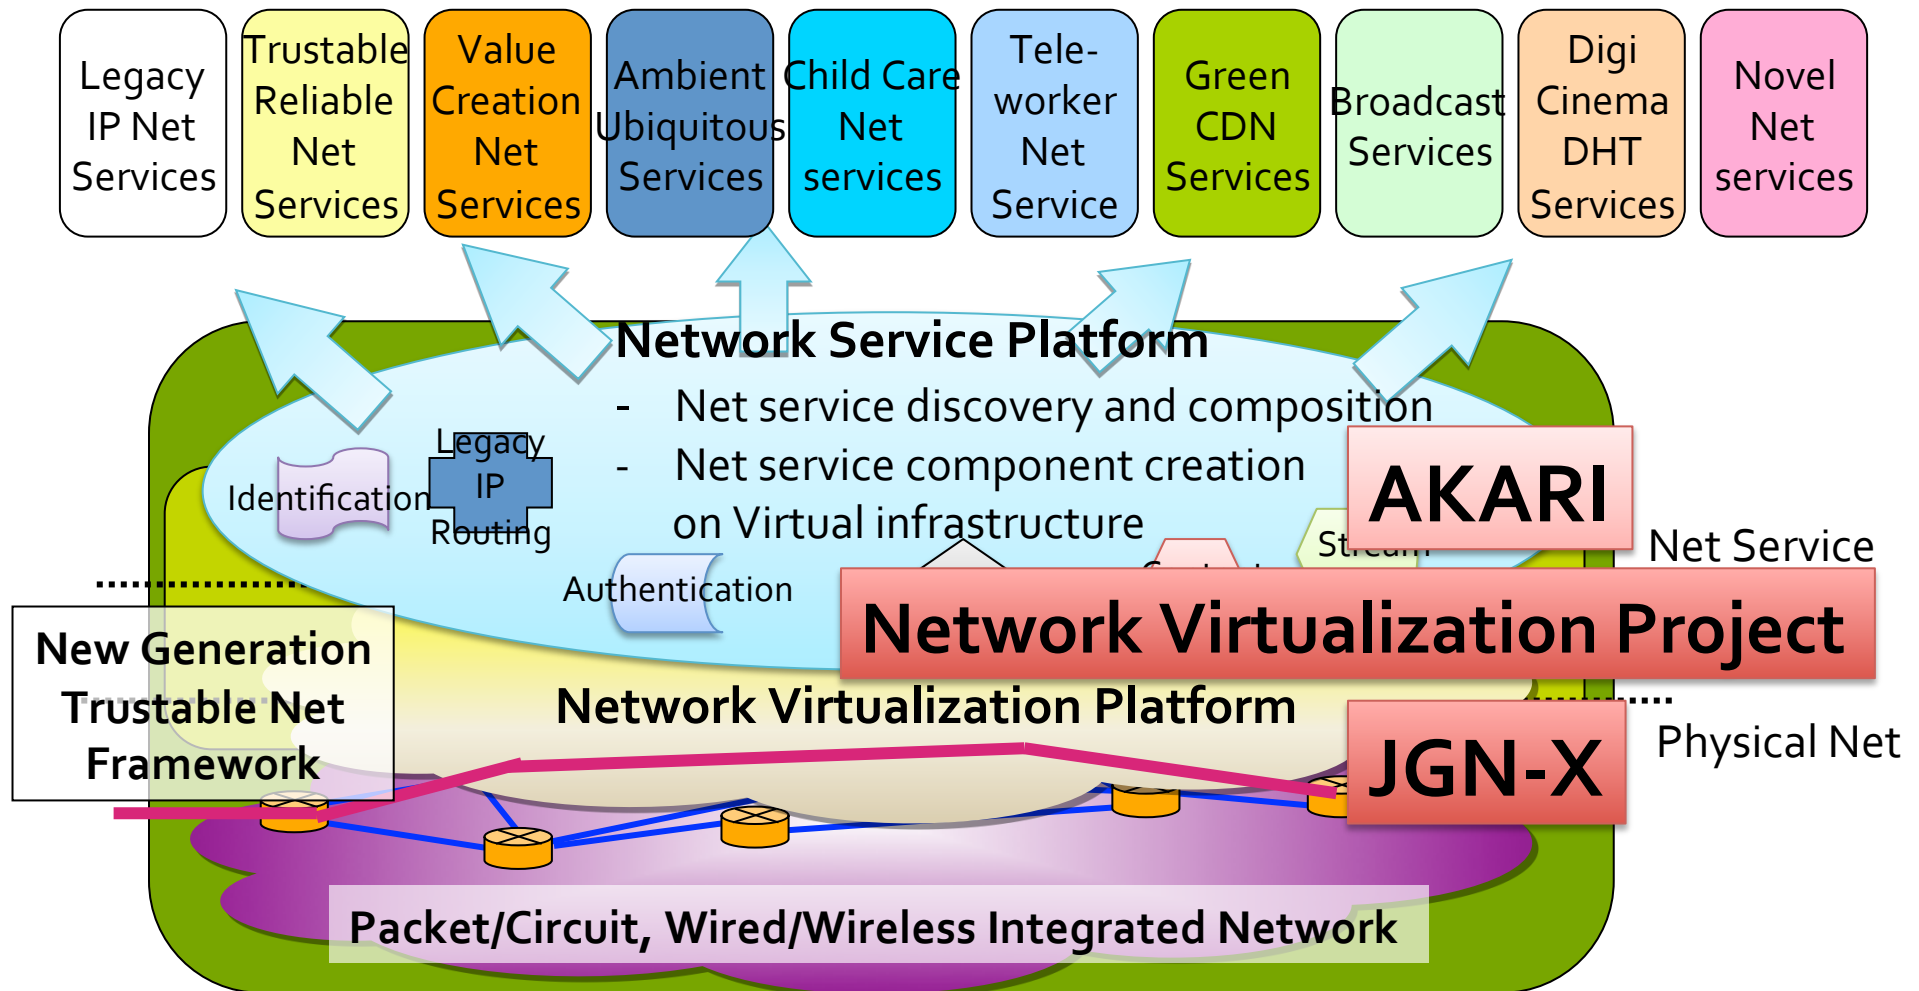 Legacy
IP Net
Services
Trustable
Reliable
Net
Services
Value
Creation
Net
Services
Ambient
Ubiquitous
Services
Child Care
Net
services
Tele-
worker
Net
Service
Green
CDN
Services
Broadcast
Services
Digi
Cinema
DHT
Services
Novel
Net
services
Network Service Platform
- Net service discovery and composition
- Net service component creation
on Virtual infrastructure
Identification
Legacy
IP
Routing
Authentication
Stream
AKARI
Net Service
Network Virtualization Project
New Generation
Trustable Net
Framework
Network Virtualization Platform
JGN-X
Physical Net
Packet/Circuit, Wired/Wireless Integrated Network